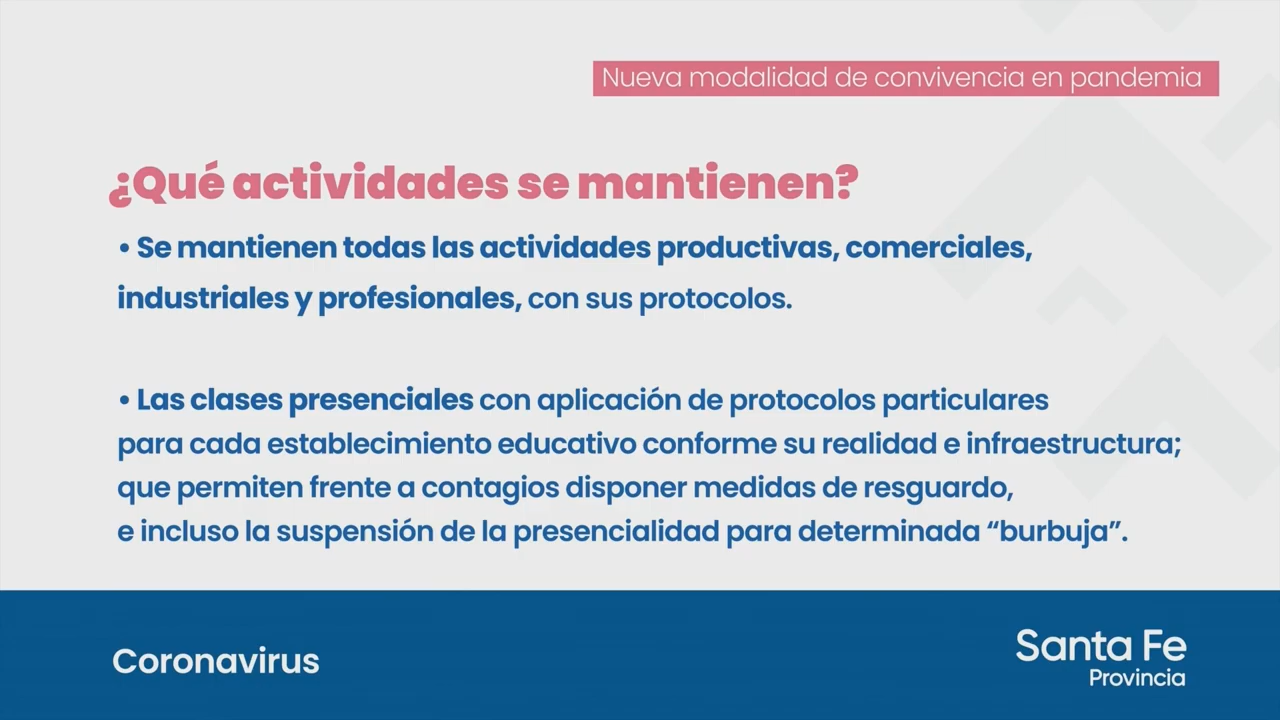 Nueva modalidad de convivencia en pandemia
¿Qué actividades se mantienen?
• Se mantienen todas las actividades productivas, comerciales,
industriales y profesionales, con sus protocolos.
• Las clases presenciales con aplicación de protocolos particulares
para cada establecimiento educativo conforme su realidad e infraestructura;
que permiten frente a contagios disponer medidas de resguardo,
e incluso la suspensión de la presencialidad para determinada “burbuja”.
Coronavirus
Santa Fe
Provincia